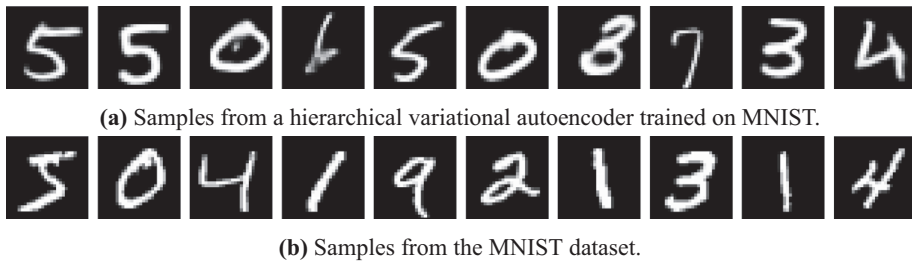 5 5 0 6 5 0 8 7 3 4
(a) Samples from a hierarchical variational autoencoder trained on MNIST.
5 0 4 1 9 2 1 3 1 4
(b) Samples from the MNIST dataset.